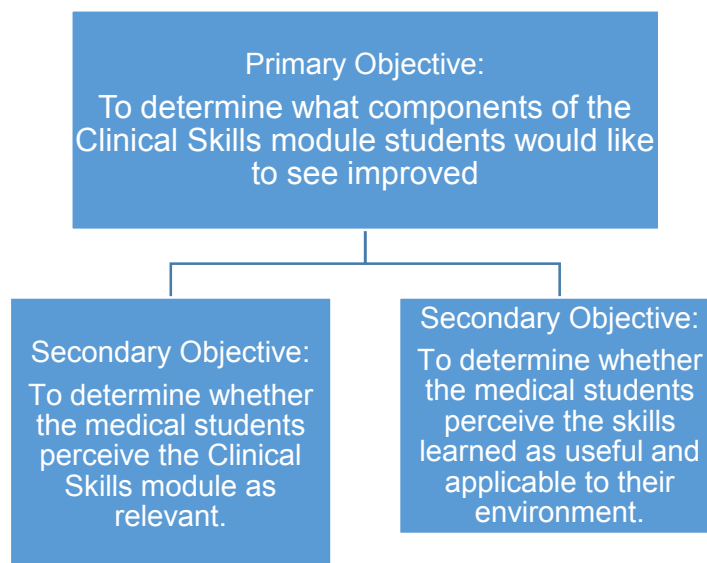 Primary Objective:
To determine what components of the
Clinical Skills module students would like
to see improved
Secondary Objective:
To determine whether
the medical students
perceive the Clinical
Skills module as
relevant.
Secondary Objective:
To determine whether
the medical students
perceive the skills
learned as useful and
applicable to their
environment.